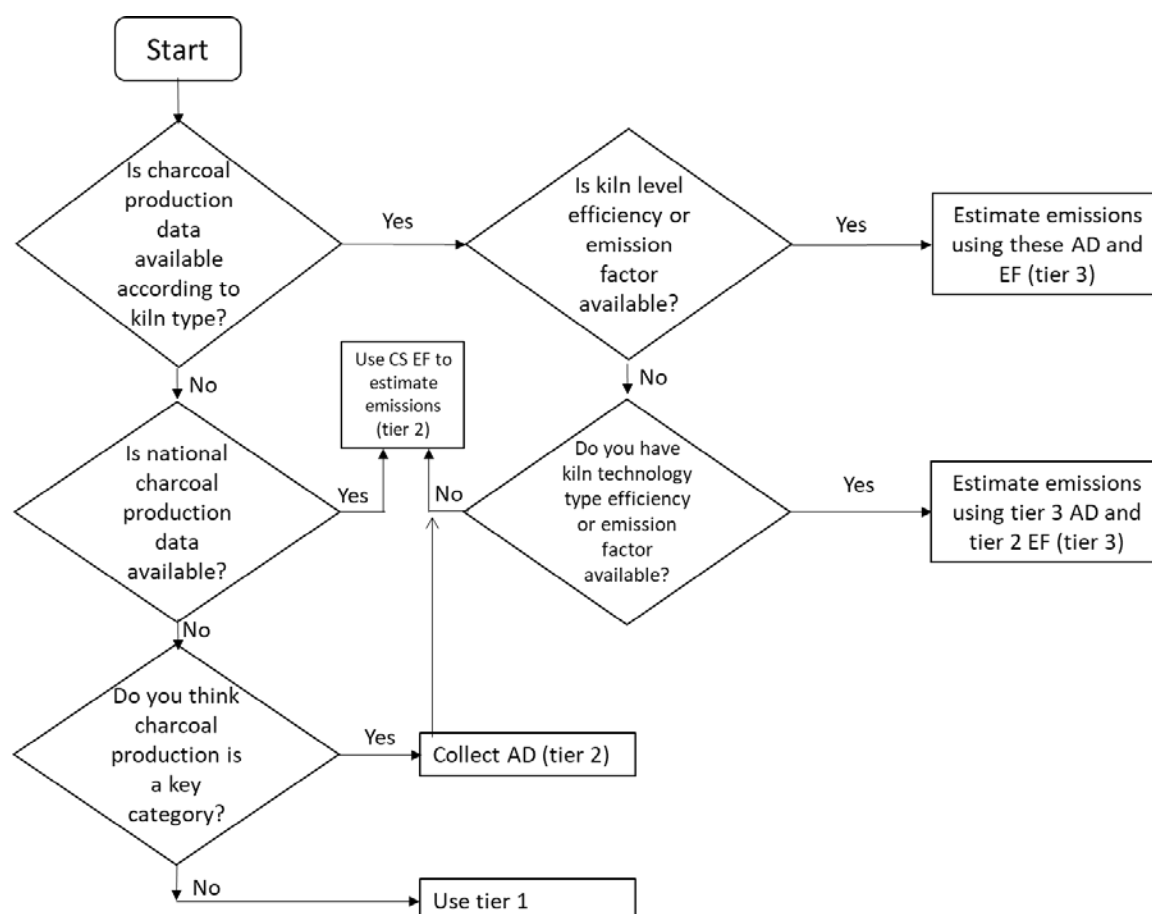 Start
Is charcoal
production
data
available
according to
kiln type?
Yes
Is kiln level
efficiency or
emission
factor
available?
Yes
Estimate emissions
using these AD and
EF (tier 3)
No
No
Use CS EF to
estimate
emissions
(tier 2)
Is national
charcoal
production
data
available?
Yes
No
Do you have
kiln technology
type efficiency
or emission
factor
available?
Yes
Estimate emissions
using tier 3 AD and
tier 2 EF (tier 3)
No
Do you think
charcoal
production is
a key
category?
Yes
Collect AD (tier 2)
No
Use tier 1